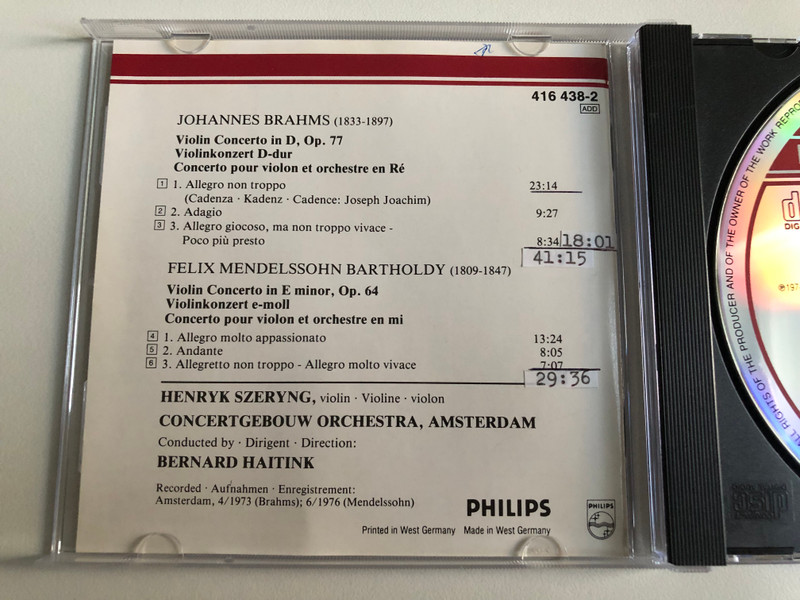 416 438-2
ADD
JOHANNES BRAHMS (1833-1897)
Violin Concerto in D, Op. 77
Violinkonzert D-dur
Concerto pour violon et orchestre en Ré
1 1. Allegro non troppo 23:14
(Cadenza · Kadenz · Cadence: Joseph Joachim)
2 2. Adagio 9:27
3 3. Allegro giocoso, ma non troppo vivace -
Poco più presto 8:34 18:01
41:15
FELIX MENDELSSOHN BARTHOLDY (1809-1847)
Violin Concerto in E minor, Op. 64
Violinkonzert e-moll
Concerto pour violon et orchestre en mi
4 1. Allegro molto appassionato 13:24
5 2. Andante 8:05
6 3. Allegretto non troppo - Allegro molto vivace 7:07
29:36
HENRYK SZERYNG, violin · Violine · violon
CONCERTGEBOUW ORCHESTRA, AMSTERDAM
Conducted by · Dirigent · Direction:
BERNARD HAITINK
Recorded · Aufnahmen · Enregistrement:
Amsterdam, 4/1973 (Brahms); 6/1976 (Mendelssohn)
PHILIPS
PHILIPS
Printed in West Germany Made in West Germany
ALL RIGHTS OF THE PRODUCER AND OF THE OWNER OF THE WORK